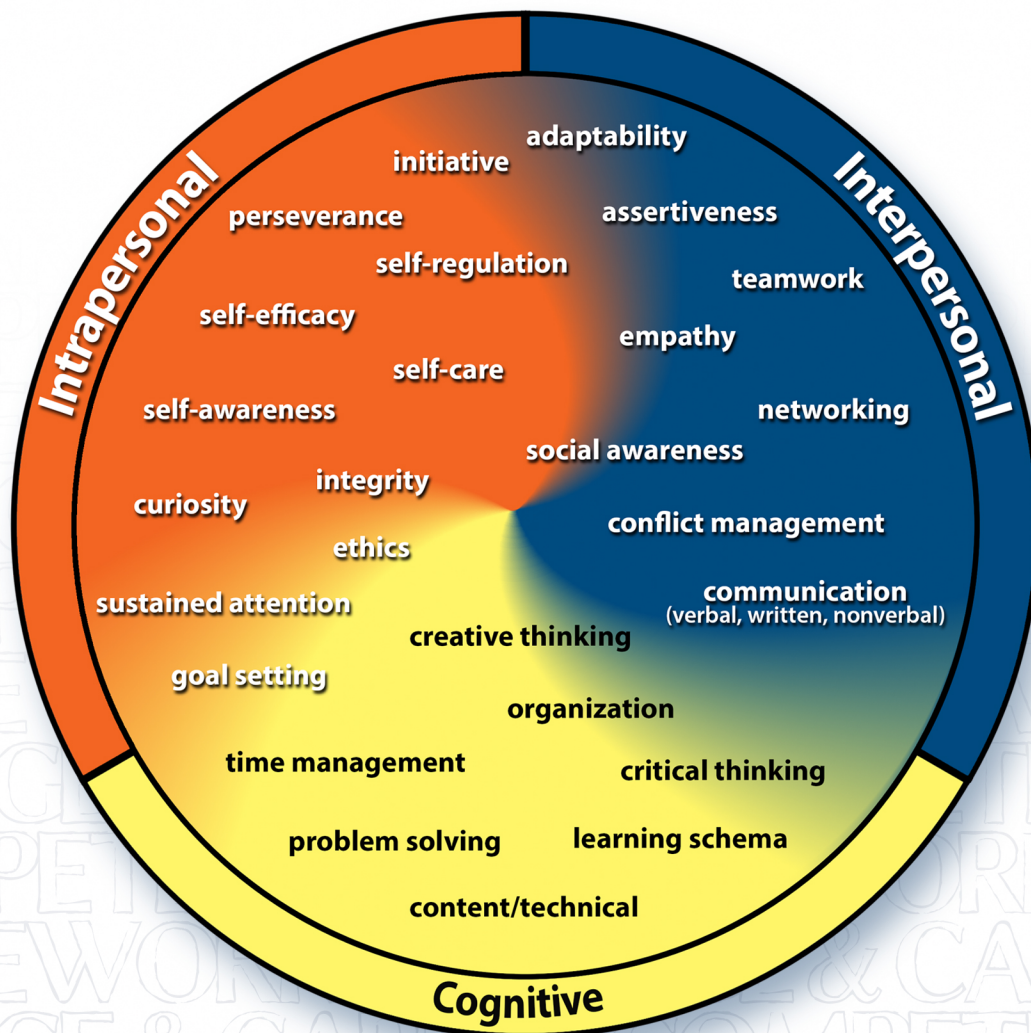 Intrapersonal
Interpersonal
adaptability
initiative
perseverance
assertiveness
self-regulation
teamwork
self-efficacy
empathy
self-care
self-awareness
networking
social awareness
integrity
curiosity
conflict management
ethics
communication
(verbal, written, nonverbal)
sustained attention
creative thinking
goal setting
organization
time management
critical thinking
problem solving
learning schema
content/technical
Cognitive